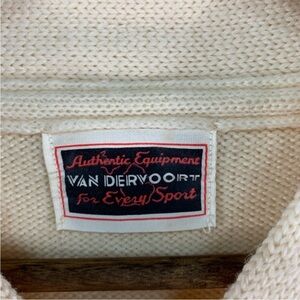 Authentic Equipment
VAN DERVOORT
For Every Sport